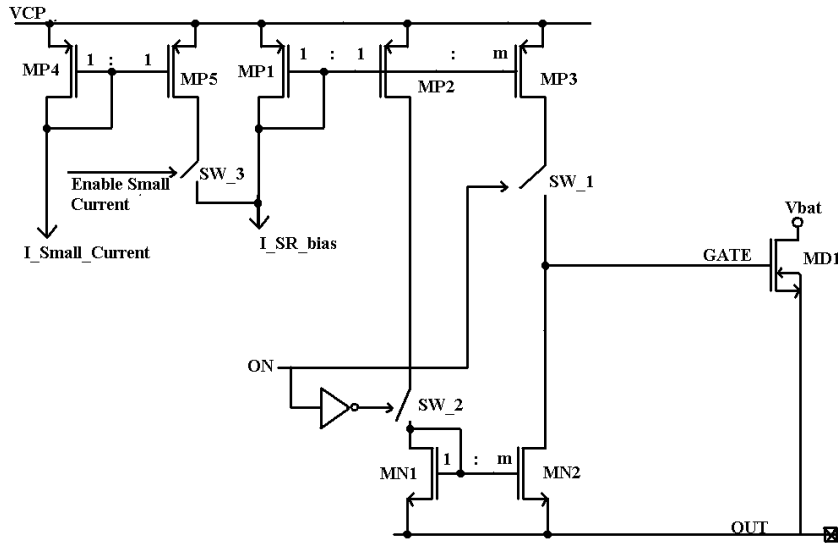 VCP
MP4
1 : 1
MP5
MP1
1 : 1 : m
MP2
MP3
SW_3
Enable Small
Current
SW_1
I_Small_Current
I_SR_bias
Vbat
GATE
MD1
ON
SW_2
MN1
1 : m
MN2
OUT